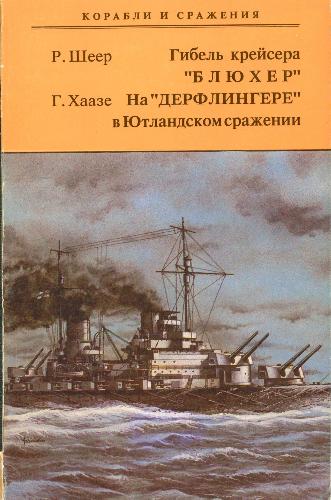 КОРАБЛИ И СРАЖЕНИЯ
Р. Шеер Гибель крейсера
"БЛЮХЕР"
Г. Хаазе На "ДЕРФЛИНГЕРЕ"
в Ютландском сражении